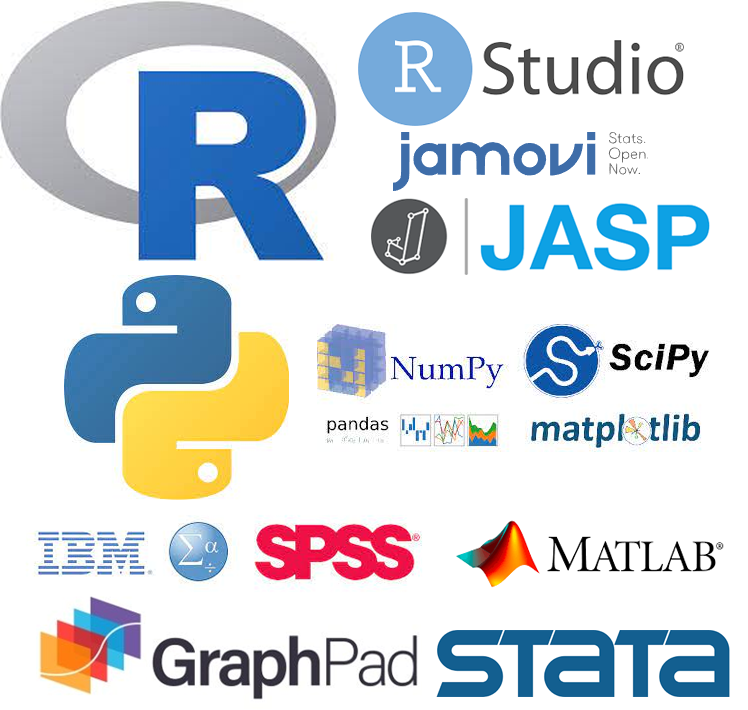 R
R Studio®
jamovi Stats.
Open.
Now.
JASP
NumPy
SciPy
pandas
matplotlib
IBM® Σ α ÷ SPSS®
MATLAB®
GraphPad
STATA